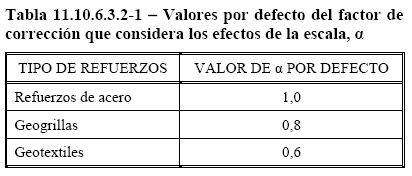 Tabla 11.10.6.3.2-1 – Valores por defecto del factor de
corrección que considera los efectos de la escala, α
TIPO DE REFUERZOS VALOR DE α POR DEFECTO
Refuerzos de acero 1,0
Geogrillas 0,8
Geotextiles 0,6